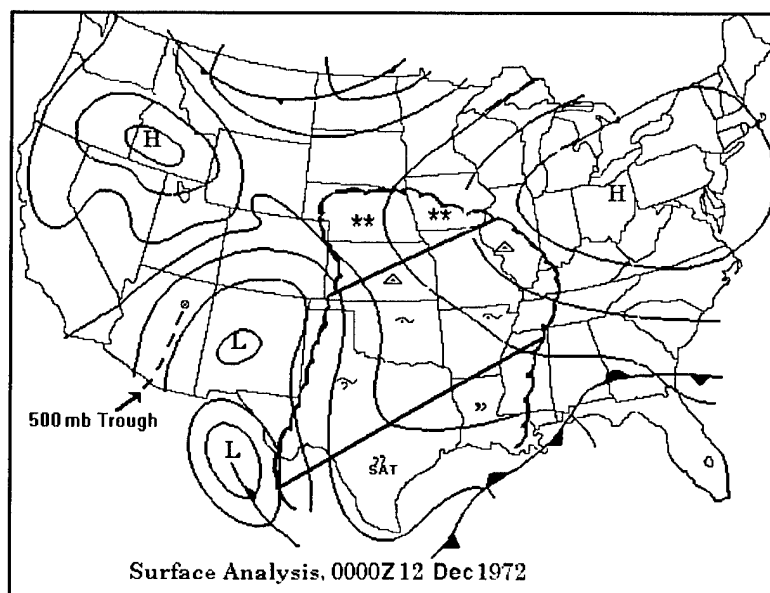 H
H
**
**
L
500 mb Trough
L
SAT
Surface Analysis, 0000Z 12 Dec 1972